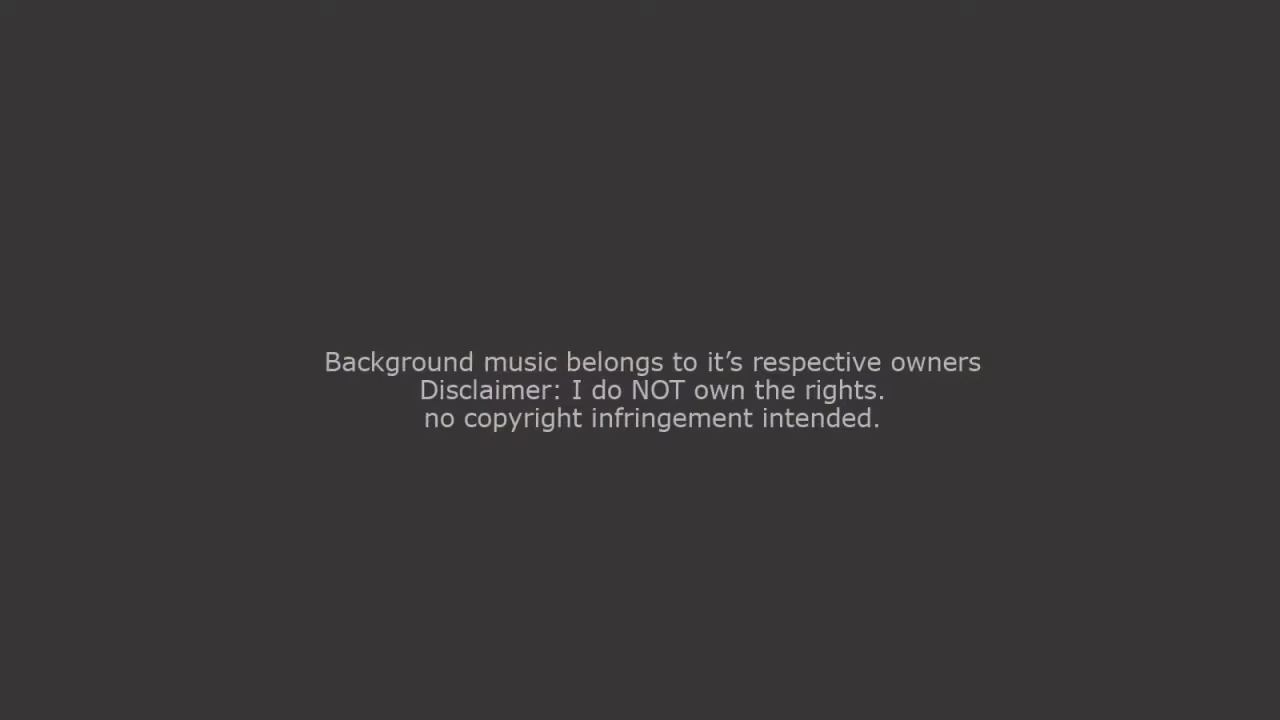 Background music belongs to it’s respective owners
Disclaimer: I do NOT own the rights.
no copyright infringement intended.